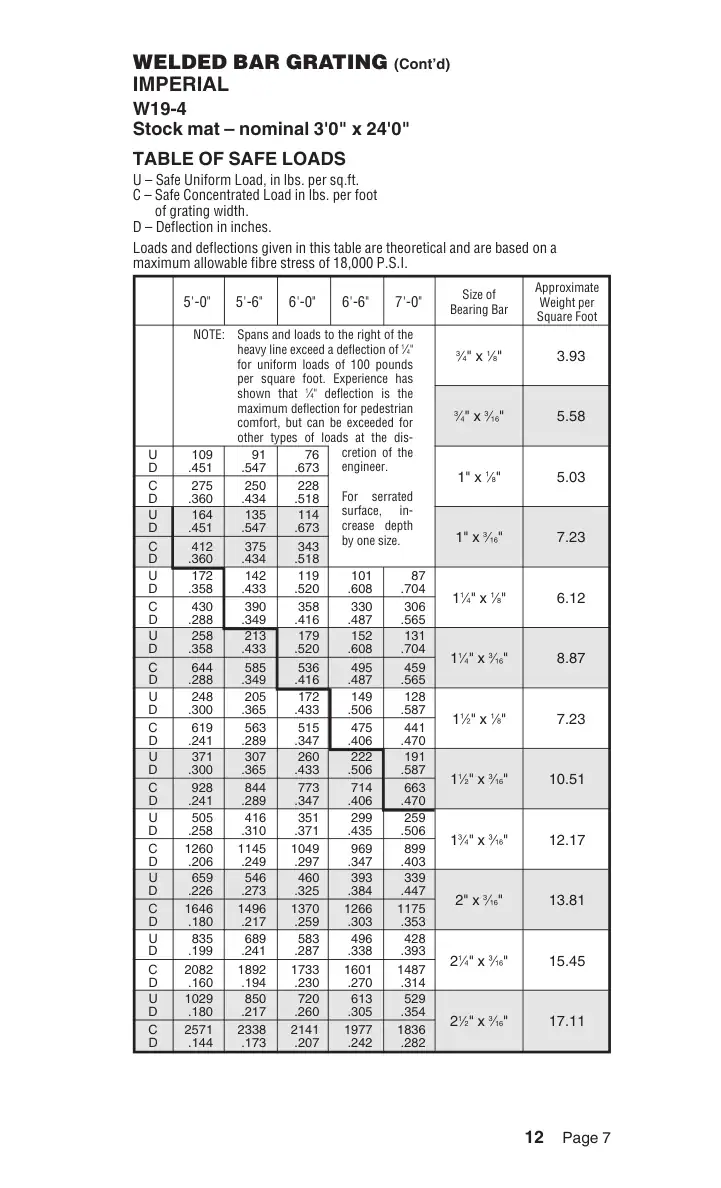 WELDED BAR GRATING (Cont'd)
IMPERIAL
W19-4
Stock mat – nominal 3'0" x 24'0"
TABLE OF SAFE LOADS
U – Safe Uniform Load, in lbs. per sq.ft.
C – Safe Concentrated Load in lbs. per foot
of grating width.
D – Deflection in inches.
Loads and deflections given in this table are theoretical and are based on a
maximum allowable fibre stress of 18,000 P.S.I.
5'-0" 5'-6" 6'-0" 6'-6" 7'-0" Size of Bearing Bar Approximate Weight per Square Foot
NOTE: Spans and loads to the right of the
heavy line exceed a deflection of ¼"
for uniform loads of 100 pounds
per square foot. Experience has
shown that ¼" deflection is the
maximum deflection for pedestrian
comfort, but can be exceeded for
other types of loads at the dis-
cretion of the
engineer.
For serrated
surface, in-
crease depth
by one size.
¾" x ⅛" 3.93
¾" x 3⁄16" 5.58
U 109 91 76
D .451 .547 .673
C 275 250 228
D .360 .434 .518
1" x ⅛" 5.03
U 164 135 114
D .451 .547 .673
C 412 375 343
D .360 .434 .518
1" x 3⁄16" 7.23
U 172 142 119 101 87
D .358 .433 .520 .608 .704
C 430 390 358 330 306
D .288 .349 .416 .487 .565
1¼" x ⅛" 6.12
U 258 213 179 152 131
D .358 .433 .520 .608 .704
C 644 585 536 495 459
D .288 .349 .416 .487 .565
1¼" x 3⁄16" 8.87
U 248 205 172 149 128
D .300 .365 .433 .506 .587
C 619 563 515 475 441
D .241 .289 .347 .406 .470
1½" x ⅛" 7.23
U 371 307 260 222 191
D .300 .365 .433 .506 .587
C 928 844 773 714 663
D .241 .289 .347 .406 .470
1½" x 3⁄16" 10.51
U 505 416 351 299 259
D .258 .310 .371 .435 .506
C 1260 1145 1049 969 899
D .206 .249 .297 .347 .403
1¾" x 3⁄16" 12.17
U 659 546 460 393 339
D .226 .273 .325 .384 .447
C 1646 1496 1370 1266 1175
D .180 .217 .259 .303 .353
2" x 3⁄16" 13.81
U 835 689 583 496 428
D .199 .241 .287 .338 .393
C 2082 1892 1733 1601 1487
D .160 .194 .230 .270 .314
2¼" x 3⁄16" 15.45
U 1029 850 720 613 529
D .180 .217 .260 .305 .354
C 2571 2338 2141 1977 1836
D .144 .173 .207 .242 .282
2½" x 3⁄16" 17.11
12 Page 7